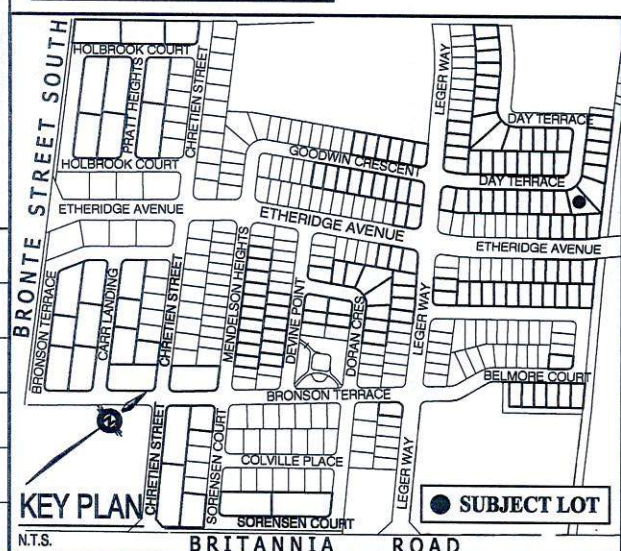 HOLBROOK COURT
BRONTE STREET SOUTH
PRATT HEIGHTS
CHRETIEN STREET
LEGER WAY
DAY TERRACE
GOODWIN CRESCENT
HOLBROOK COURT
DAY TERRACE
ETHERIDGE AVENUE
ETHERIDGE AVENUE
ETHERIDGE AVENUE
BRONSON TERRACE
CARR LANDING
CHRETIEN STREET
MENDELSON HEIGHTS
DEVINE POINT
DORAN CRES
LEGER WAY
BELMORE COURT
BRONSON TERRACE
N
CHRETIEN STREET
SORENSEN COURT
COLVILLE PLACE
LEGER WAY
KEY PLAN
SUBJECT LOT
SORENSEN COURT
N.T.S.
BRITANNIA ROAD